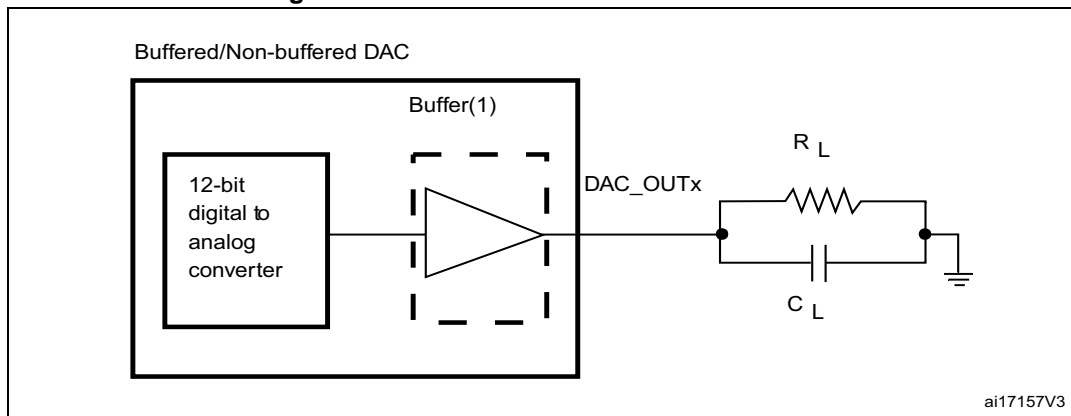 Buffered/Non-buffered DAC
Buffer(1)
12-bit
digital to
analog
converter
DAC_OUTx
R L
C L
ai17157V3